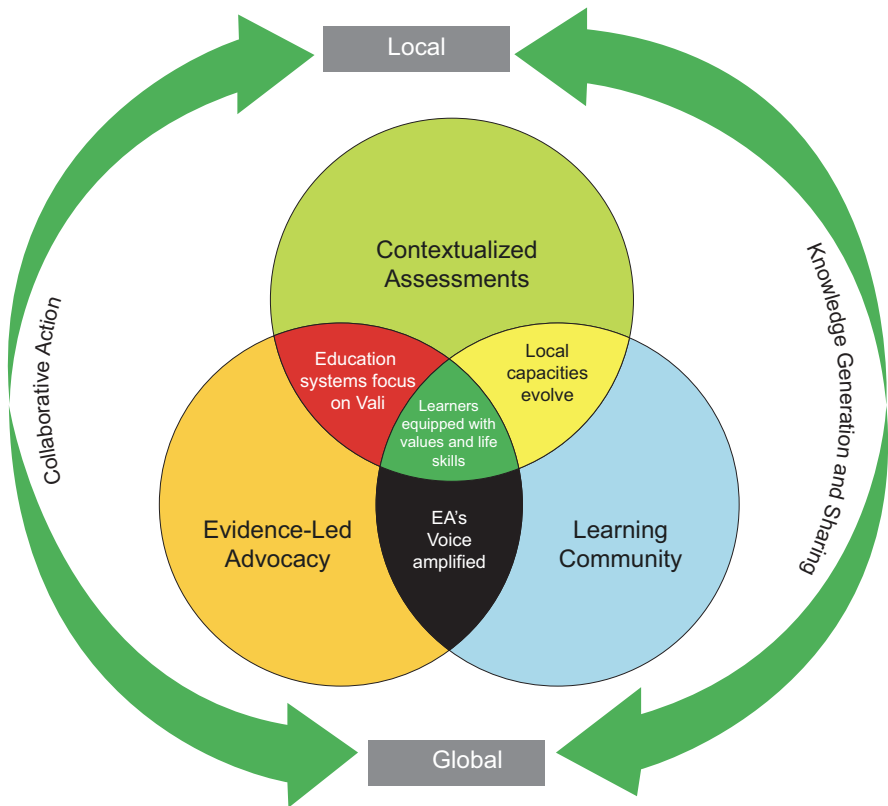 Local
Contextualized
Assessments
Education
systems focus
on Vali
Local
capacities
evolve
Learners
equipped with
values and life
skills
Evidence-Led
Advocacy
EA's
Voice
amplified
Learning
Community
Collaborative Action
Knowledge Generation and Sharing
Global